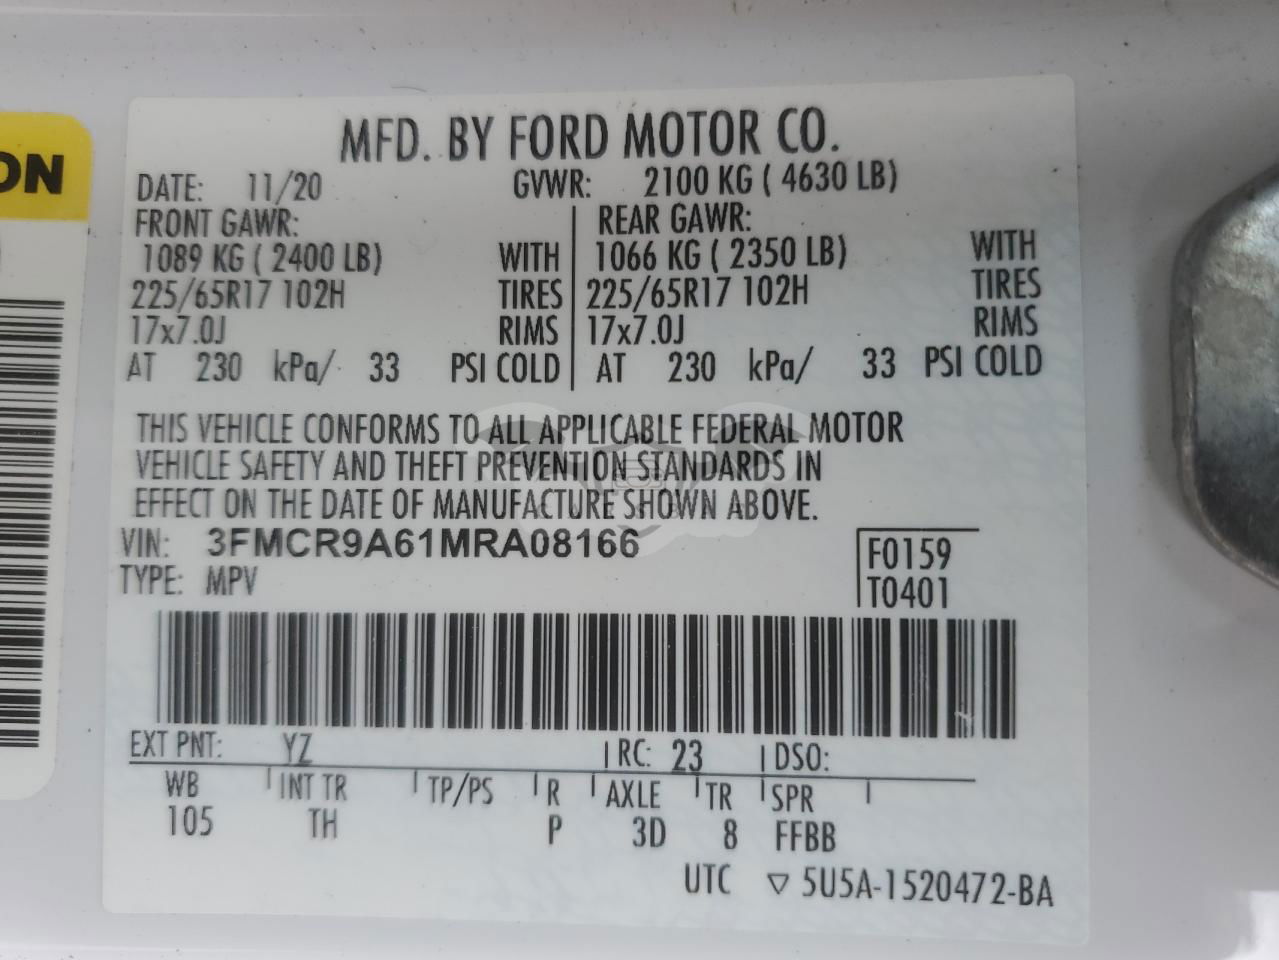 ON
MFD. BY FORD MOTOR CO.
DATE: 11/20 GVWR: 2100 KG ( 4630 LB)
FRONT GAWR: REAR GAWR:
1089 KG ( 2400 LB) WITH 1066 KG ( 2350 LB) WITH
225/65R17 102H TIRES 225/65R17 102H TIRES
17x7.0J RIMS 17x7.0J RIMS
AT 230 kPa/ 33 PSI COLD AT 230 kPa/ 33 PSI COLD
THIS VEHICLE CONFORMS TO ALL APPLICABLE FEDERAL MOTOR
VEHICLE SAFETY AND THEFT PREVENTION STANDARDS IN
EFFECT ON THE DATE OF MANUFACTURE SHOWN ABOVE.
VIN: 3FMCR9A61MRA08166 F0159
TYPE: MPV T0401
EXT PNT: YZ RC: 23 DSO:
WB INT TR TP/PS R AXLE TR SPR
105 TH P 3D 8 FFBB
UTC ▽ 5U5A-1520472-BA